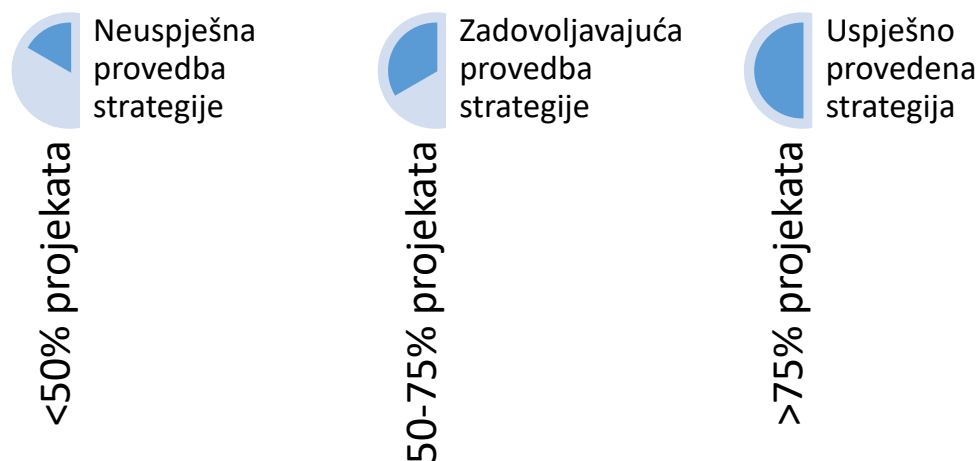 Neuspješna
provedba
strategije
<50% projekata
Zadovoljavajuća
provedba
strategije
50-75% projekata
Uspješno
provedena
strategija
>75% projekata